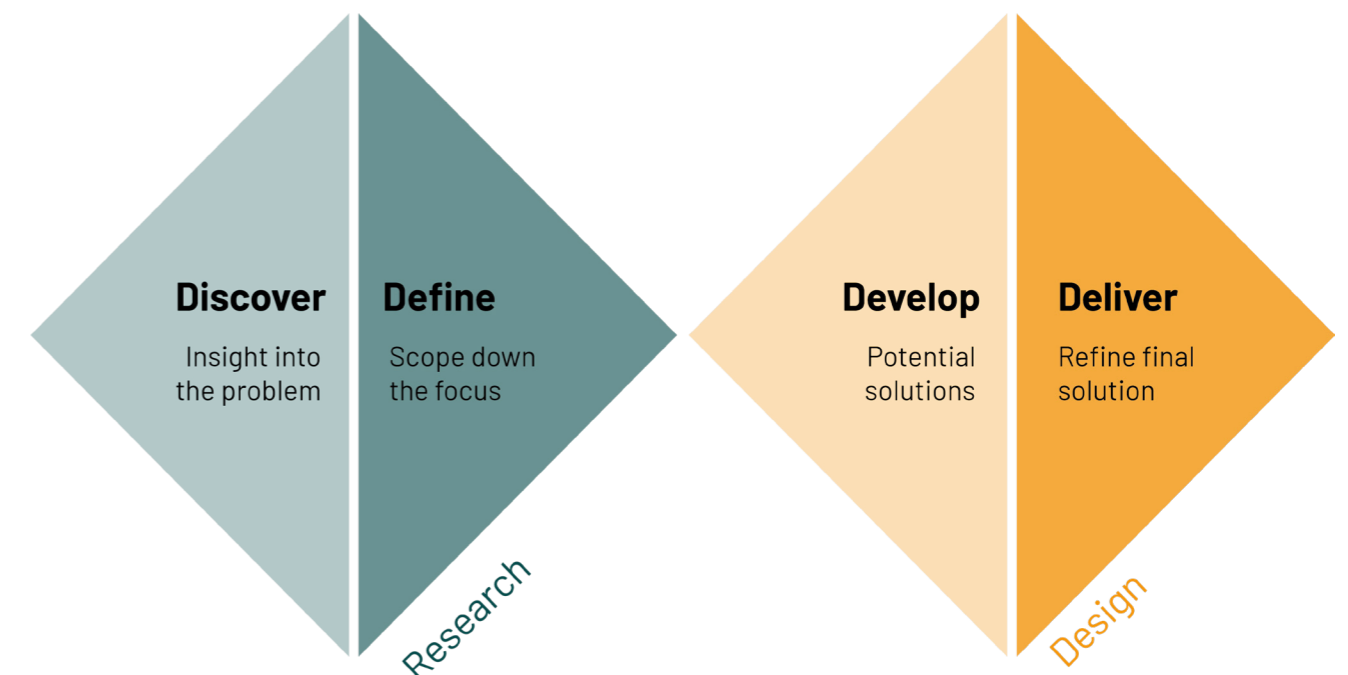 Discover
Insight into
the problem
Define
Scope down
the focus
Research
Develop
Potential
solutions
Deliver
Refine final
solution
Design